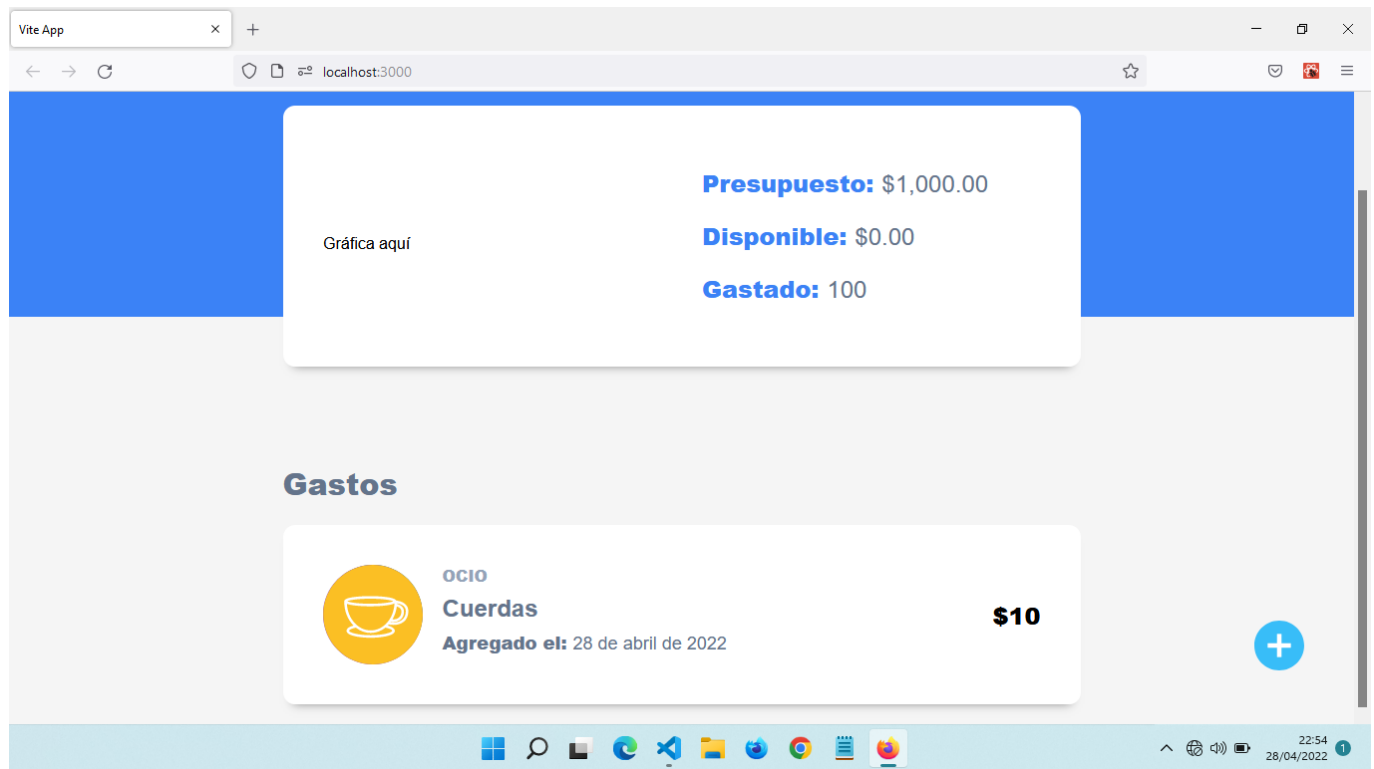 Vite App
localhost:3000
Presupuesto: $1,000.00
Disponible: $0.00
Gráfica aquí
Gastado: 100
Gastos
OCIO
Cuerdas
$10
Agregado el: 28 de abril de 2022
22:54
28/04/2022
1